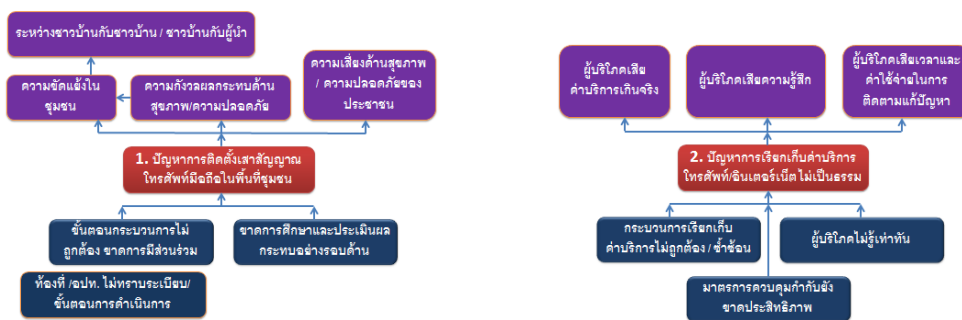 ระหว่างชาวบ้านกับชาวบ้าน / ชาวบ้านกับผู้นำ
ความขัดแย้งใน
ชุมชน
ความกังวลผลกระทบด้าน
สุขภาพ/ความปลอดภัย
ความเสี่ยงด้านสุขภาพ
/ ความปลอดภัยของ
ประชาชน
1. ปัญหาการติดตั้งเสาสัญญาณ
โทรศัพท์มือถือในพื้นที่ชุมชน
ขั้นตอนกระบวนการไม่
ถูกต้อง ขาดการมีส่วนร่วม
ขาดการศึกษาและประเมินผล
กระทบอย่างรอบด้าน
ท้องที่ /อปท. ไม่ทราบระเบียบ/
ขั้นตอนการดำเนินการ
ผู้บริโภคเสีย
ค่าบริการเกินจริง
ผู้บริโภคเสียความรู้สึก
ผู้บริโภคเสียเวลาและ
ค่าใช้จ่ายในการ
ติดตามแก้ปัญหา
2. ปัญหาการเรียกเก็บค่าบริการ
โทรศัพท์/อินเตอร์เน็ต ไม่เป็นธรรม
กระบวนการเรียกเก็บ
ค่าบริการไม่ถูกต้อง / ซ้ำซ้อน
ผู้บริโภคไม่รู้เท่าทัน
มาตรการควบคุมกำกับยัง
ขาดประสิทธิภาพ